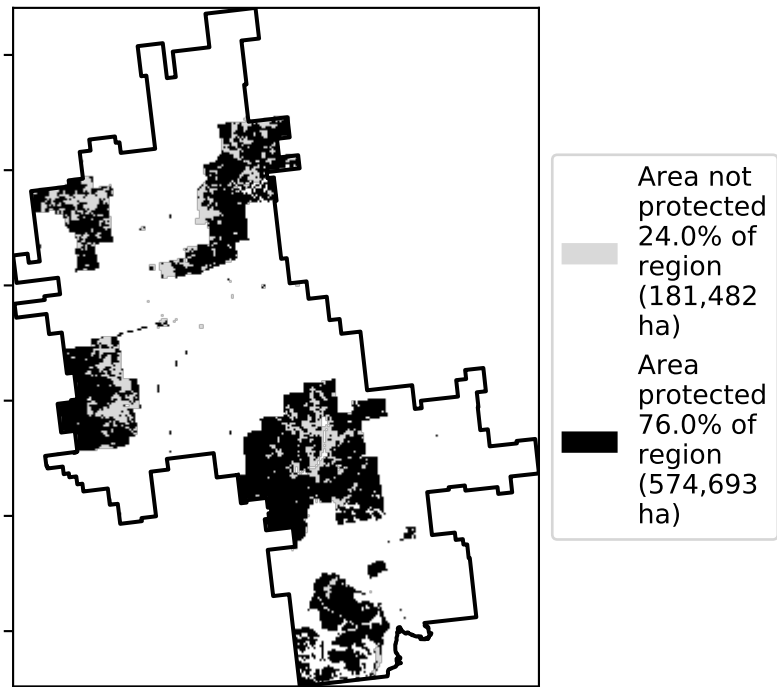 Area not
protected
24.0% of
region
(181,482
ha)
Area
protected
76.0% of
region
(574,693
ha)